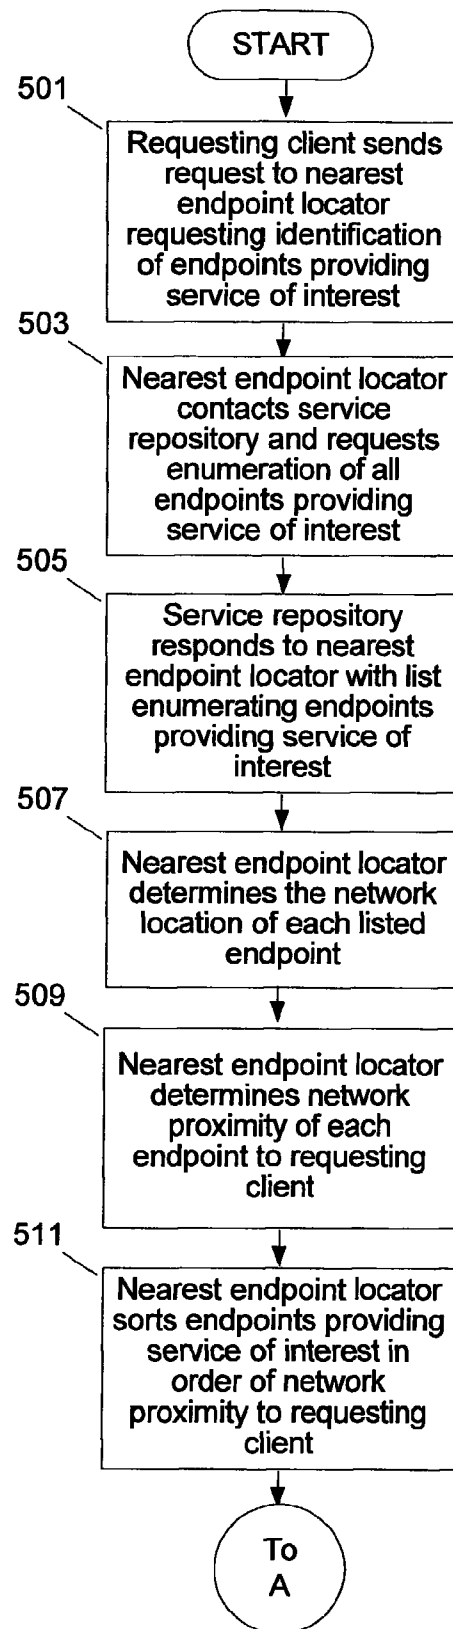 START
501
Requesting client sends
request to nearest
endpoint locator
requesting identification
of endpoints providing
service of interest
503
Nearest endpoint locator
contacts service
repository and requests
enumeration of all
endpoints providing
service of interest
505
Service repository
responds to nearest
endpoint locator with list
enumerating endpoints
providing service of
interest
507
Nearest endpoint locator
determines the network
location of each listed
endpoint
509
Nearest endpoint locator
determines network
proximity of each
endpoint to requesting
client
511
Nearest endpoint locator
sorts endpoints providing
service of interest in
order of network
proximity to requesting
client
To
A